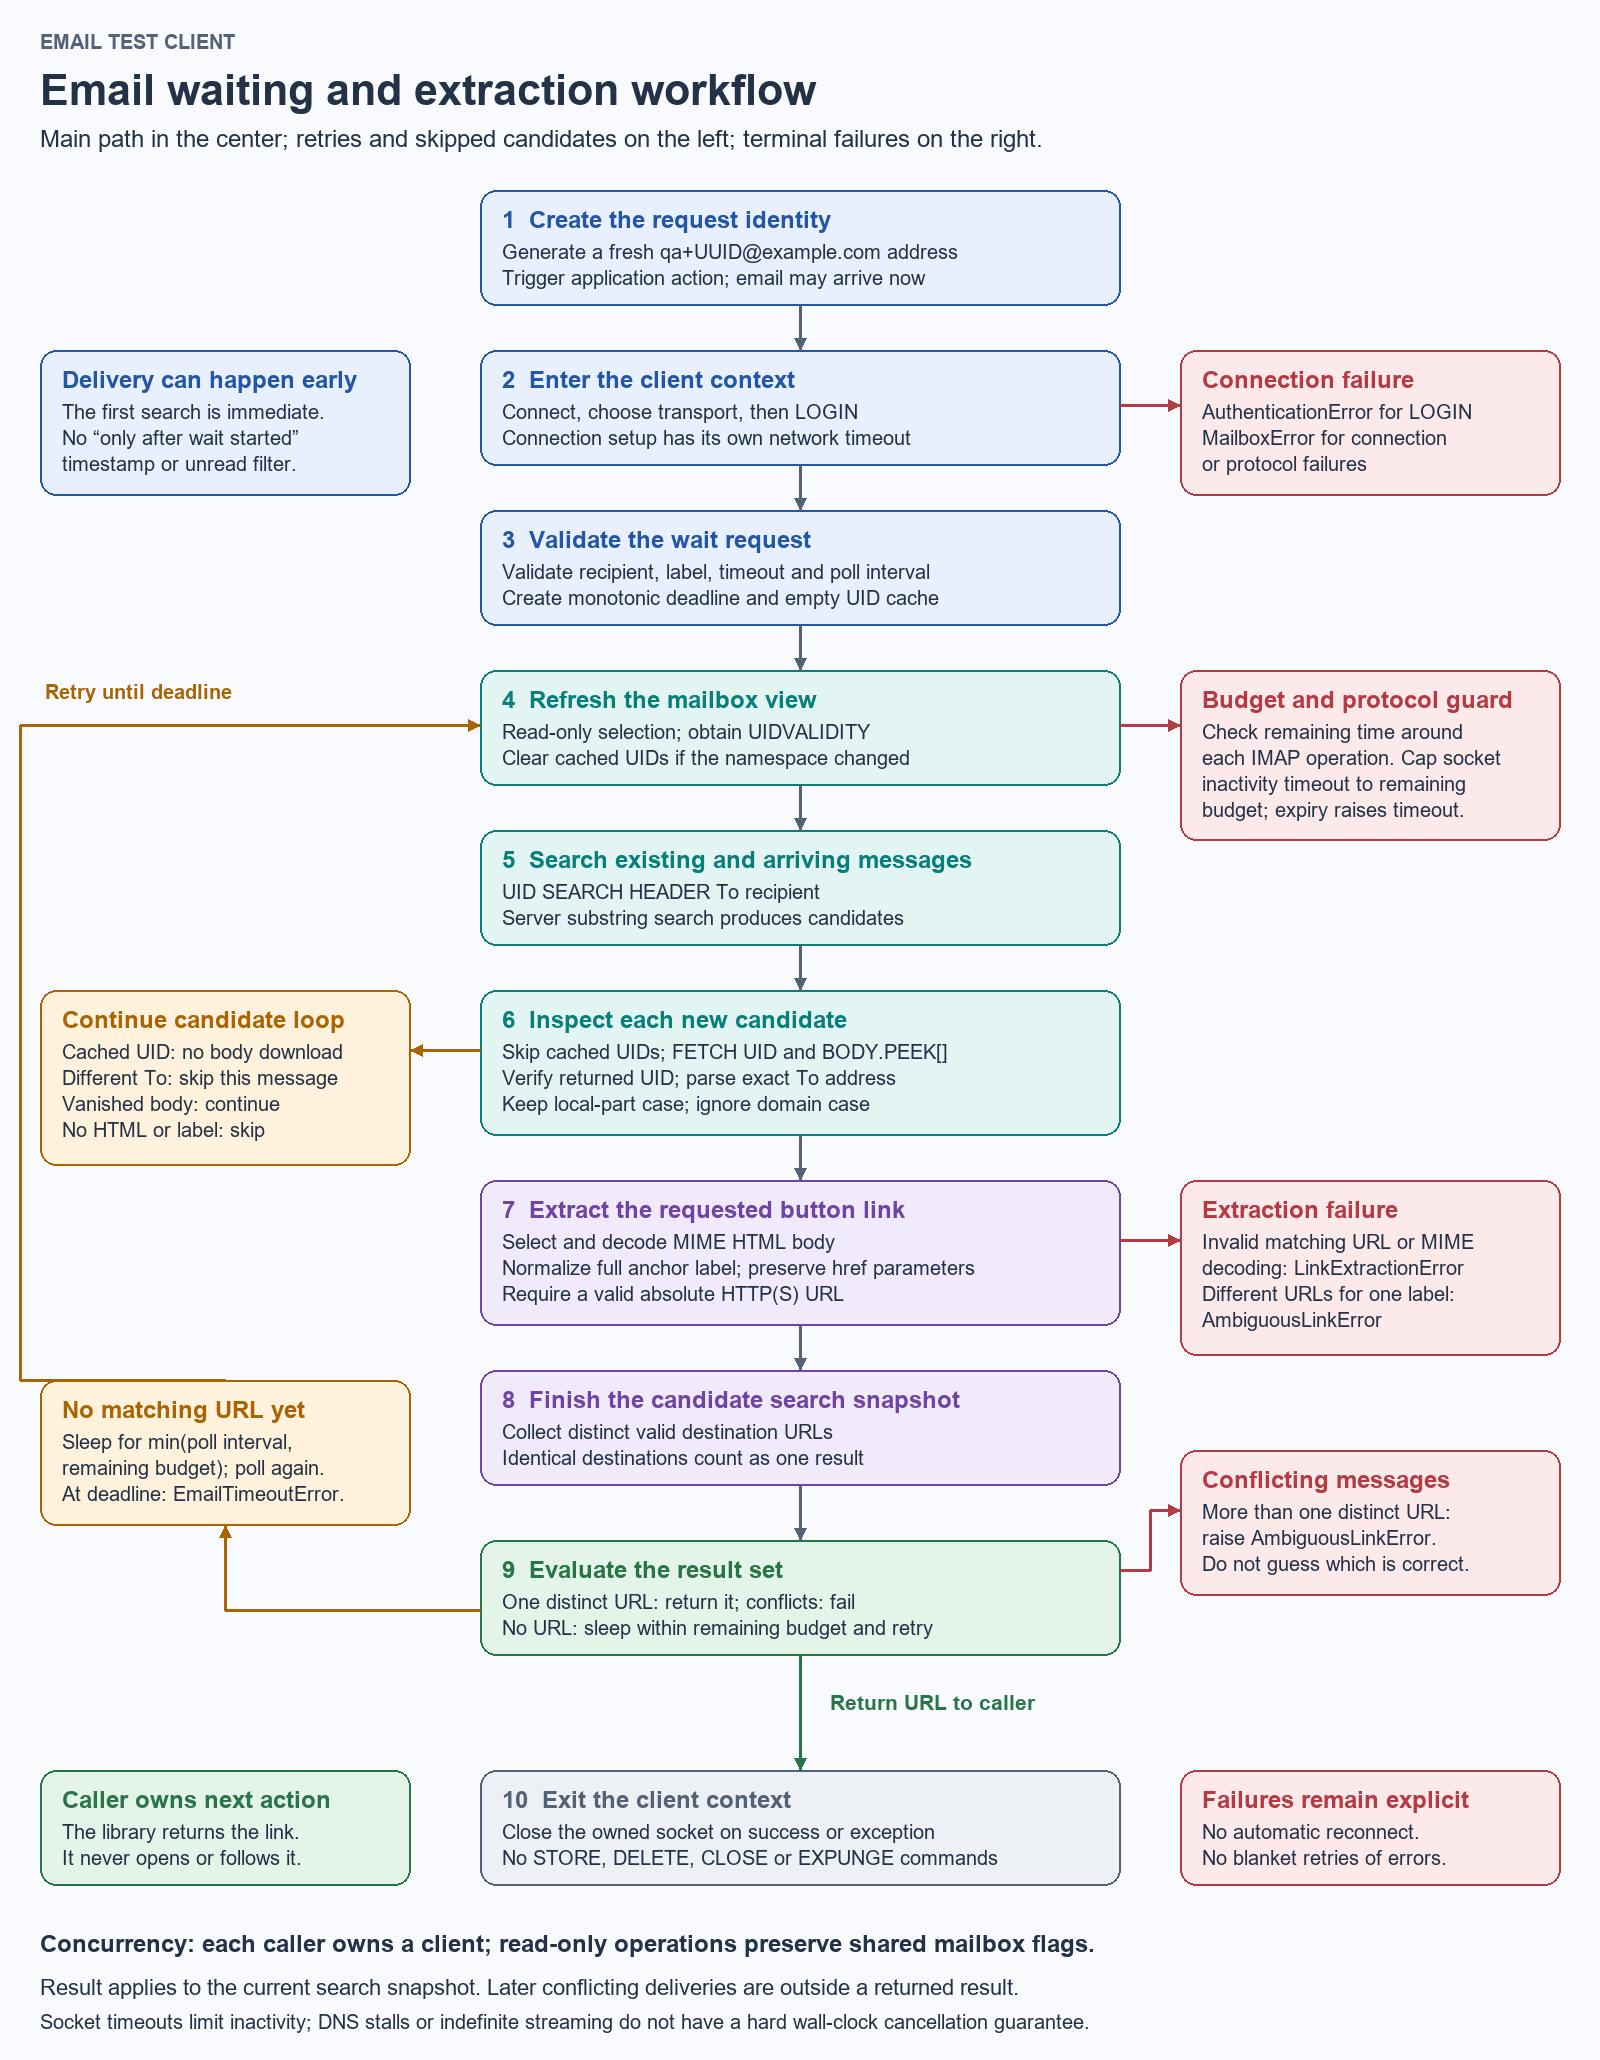 EMAIL TEST CLIENT
Email waiting and extraction workflow
Main path in the center; retries and skipped candidates on the left; terminal failures on the right.
1 Create the request identity
Generate a fresh qa+UUID@example.com address
Trigger application action; email may arrive now
Delivery can happen early
The first search is immediate.
No “only after wait started”
timestamp or unread filter.
2 Enter the client context
Connect, choose transport, then LOGIN
Connection setup has its own network timeout
Connection failure
AuthenticationError for LOGIN
MailboxError for connection
or protocol failures
3 Validate the wait request
Validate recipient, label, timeout and poll interval
Create monotonic deadline and empty UID cache
Retry until deadline
4 Refresh the mailbox view
Read-only selection; obtain UIDVALIDITY
Clear cached UIDs if the namespace changed
Budget and protocol guard
Check remaining time around
each IMAP operation. Cap socket
inactivity timeout to remaining
budget; expiry raises timeout.
5 Search existing and arriving messages
UID SEARCH HEADER To recipient
Server substring search produces candidates
Continue candidate loop
Cached UID: no body download
Different To: skip this message
Vanished body: continue
No HTML or label: skip
6 Inspect each new candidate
Skip cached UIDs; FETCH UID and BODY.PEEK[]
Verify returned UID; parse exact To address
Keep local-part case; ignore domain case
7 Extract the requested button link
Select and decode MIME HTML body
Normalize full anchor label; preserve href parameters
Require a valid absolute HTTP(S) URL
Extraction failure
Invalid matching URL or MIME
decoding: LinkExtractionError
Different URLs for one label:
AmbiguousLinkError
No matching URL yet
Sleep for min(poll interval,
remaining budget); poll again.
At deadline: EmailTimeoutError.
8 Finish the candidate search snapshot
Collect distinct valid destination URLs
Identical destinations count as one result
Conflicting messages
More than one distinct URL:
raise AmbiguousLinkError.
Do not guess which is correct.
9 Evaluate the result set
One distinct URL: return it; conflicts: fail
No URL: sleep within remaining budget and retry
Return URL to caller
Caller owns next action
The library returns the link.
It never opens or follows it.
10 Exit the client context
Close the owned socket on success or exception
No STORE, DELETE, CLOSE or EXPUNGE commands
Failures remain explicit
No automatic reconnect.
No blanket retries of errors.
Concurrency: each caller owns a client; read-only operations preserve shared mailbox flags.
Result applies to the current search snapshot. Later conflicting deliveries are outside a returned result.
Socket timeouts limit inactivity; DNS stalls or indefinite streaming do not have a hard wall-clock cancellation guarantee.